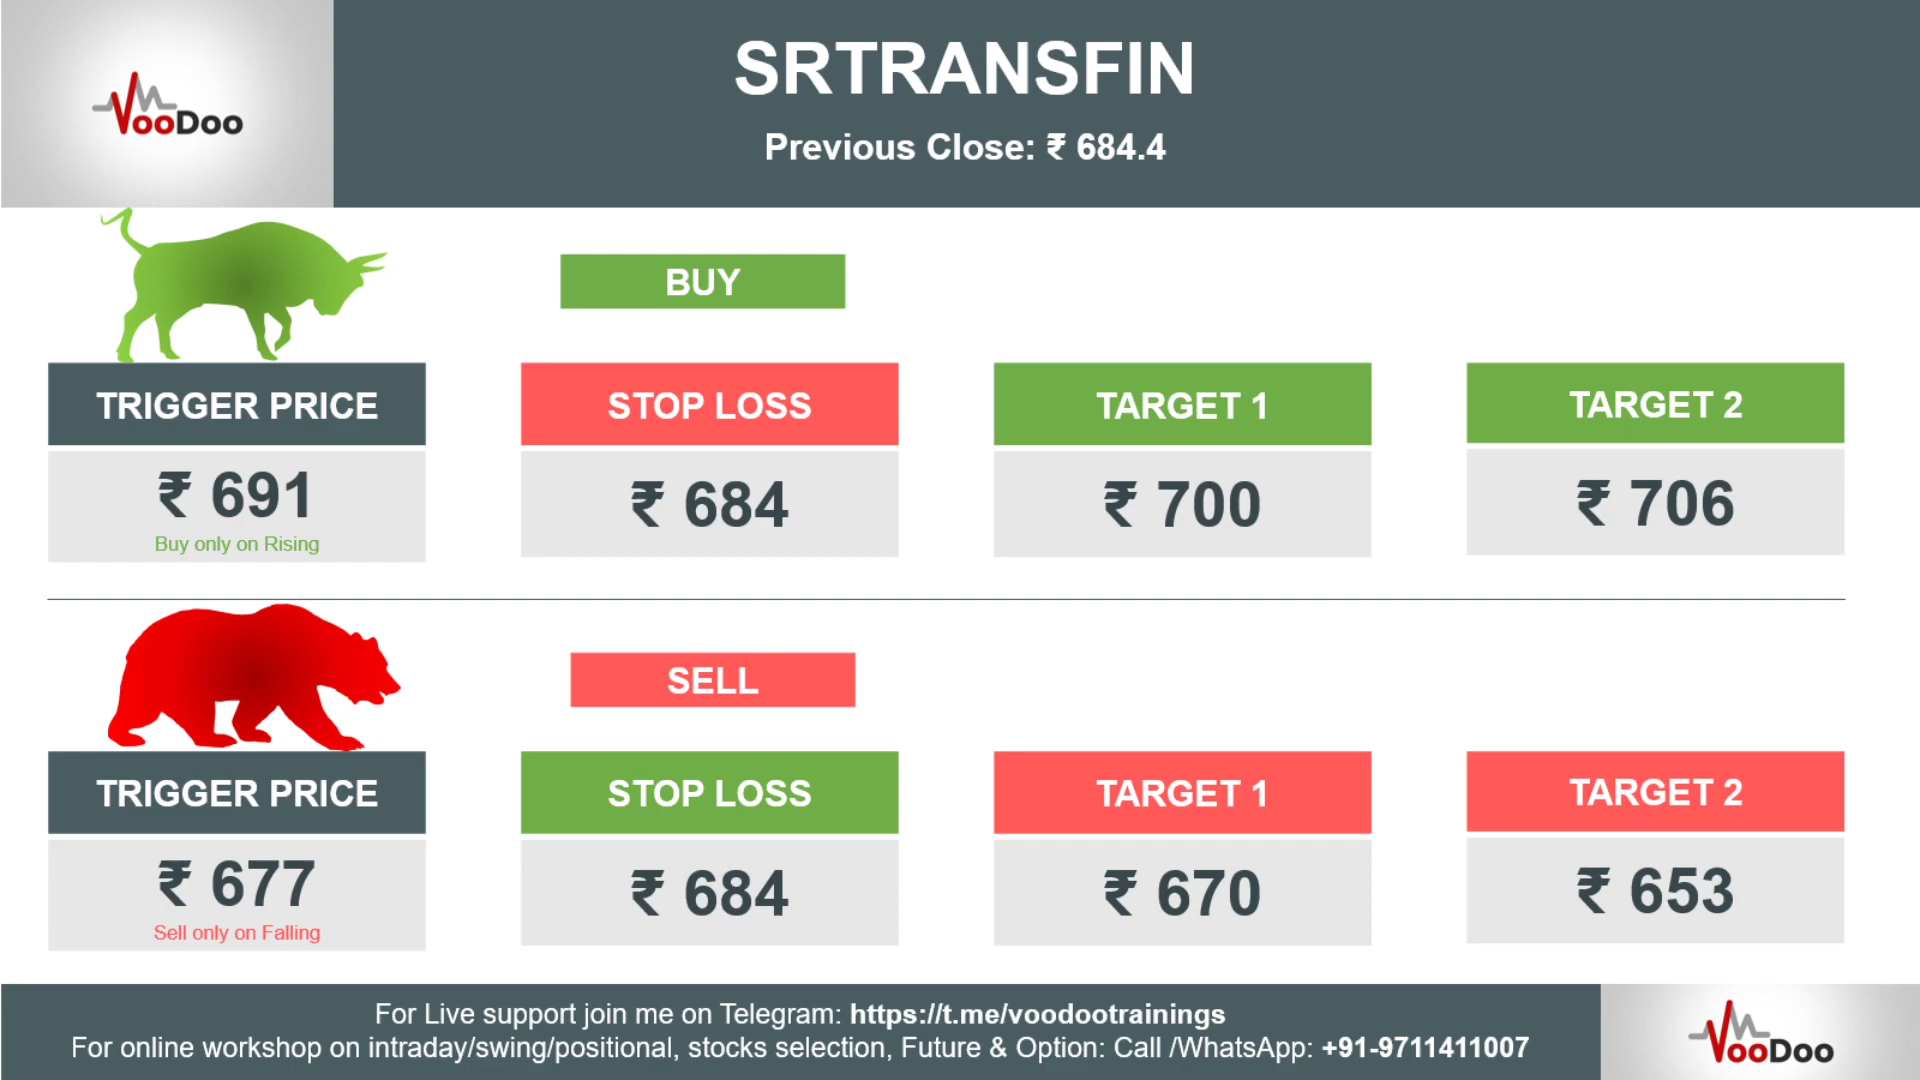 VooDoo
SRTRANSFIN
Previous Close: ₹ 684.4
BUY
TRIGGER PRICE
STOP LOSS
TARGET 1
TARGET 2
₹ 691
Buy only on Rising
₹ 684
₹ 700
₹ 706
SELL
TRIGGER PRICE
STOP LOSS
TARGET 1
TARGET 2
₹ 677
Sell only on Falling
₹ 684
₹ 670
₹ 653
For Live support join me on Telegram: https://t.me/voodootrainings
For online workshop on intraday/swing/positional, stocks selection, Future & Option: Call /WhatsApp: +91-9711411007
VooDoo